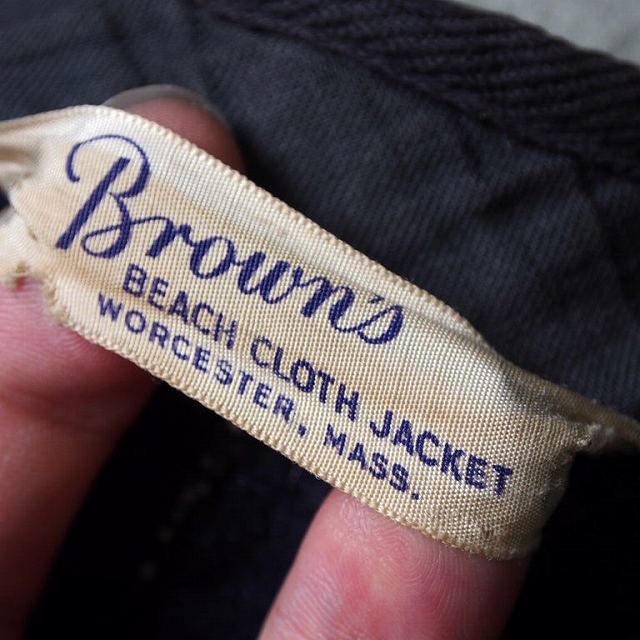 Brown's
BEACH CLOTH JACKET
WORCESTER, MASS.